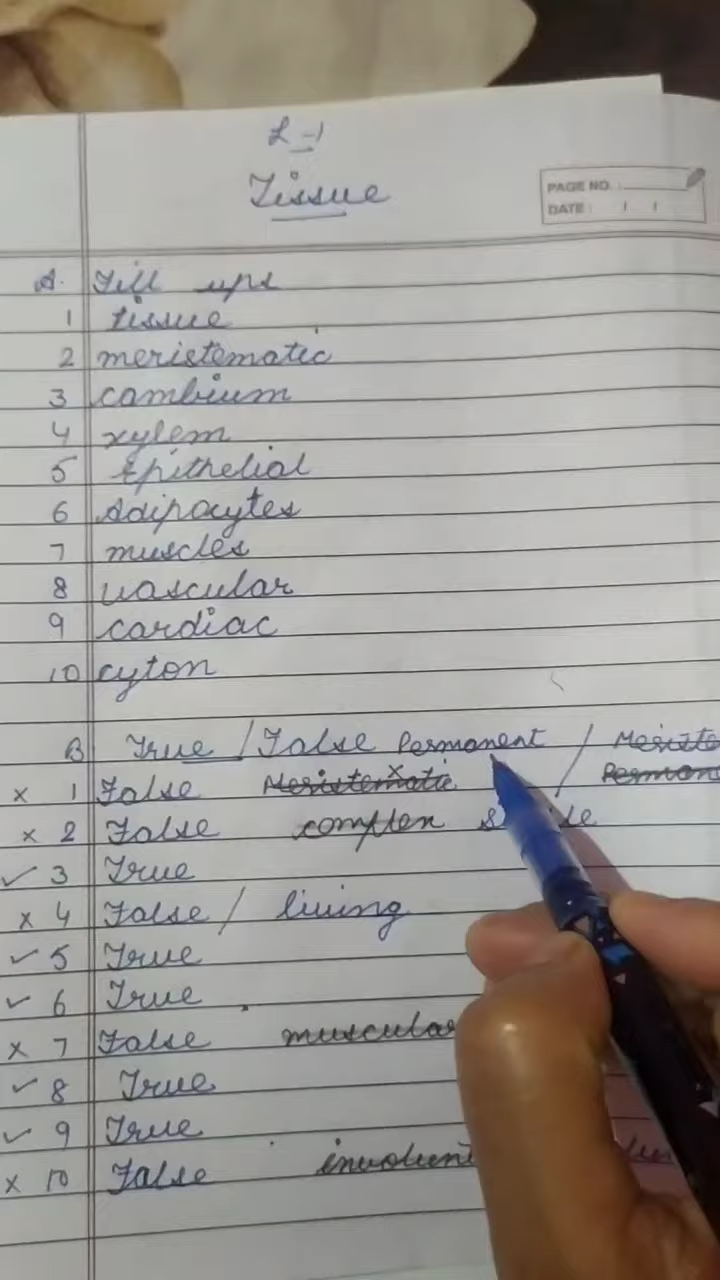 L-1
Tissue
PAGE NO. :
DATE : / /
A. Fill ups
1 tissue
2 meristematic
3 cambium
4 xylem
5 Epithelial
6 Adipocytes
7 muscles
8 vascular
9 cardiac
10 cyton
B True / False Permanent /
x 1 False Meristematic /
x 2 False complex
✓ 3 True
x 4 False / living
✓ 5 True
✓ 6 True
x 7 False muscular
✓ 8 True
✓ 9 True
x 10 False